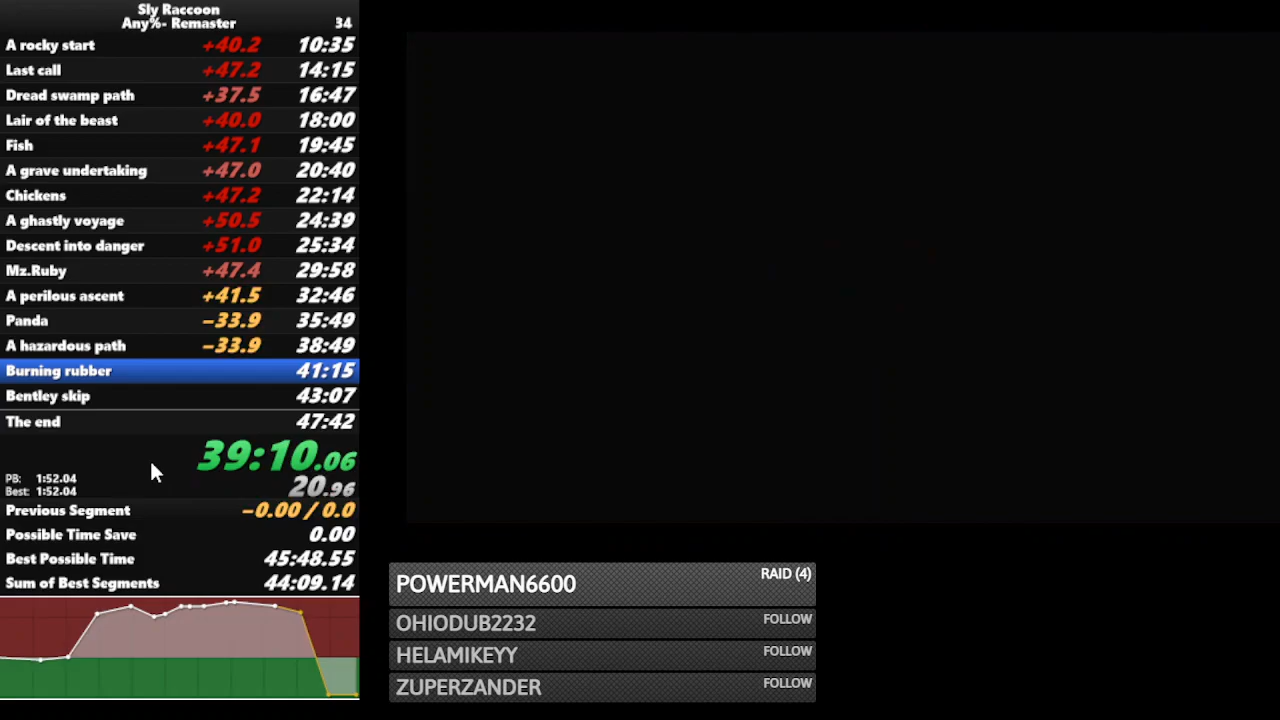 Sly Raccoon
Any%- Remaster 34
A rocky start +40.2 10:35
Last call +47.2 14:15
Dread swamp path +37.5 16:47
Lair of the beast +40.0 18:00
Fish +47.1 19:45
A grave undertaking +47.0 20:40
Chickens +47.2 22:14
A ghastly voyage +50.5 24:39
Descent into danger +51.0 25:34
Mz.Ruby +47.4 29:58
A perilous ascent +41.5 32:46
Panda −33.9 35:49
A hazardous path −33.9 38:49
Burning rubber 41:15
Bentley skip 43:07
The end 47:42
39:10.06
PB: 1:52.04
Best: 1:52.04
20.96
Previous Segment −0.00 / 0.0
Possible Time Save 0.00
Best Possible Time 45:48.55
Sum of Best Segments 44:09.14
POWERMAN6600 RAID (4)
OHIODUB2232 FOLLOW
HELAMIKEYY FOLLOW
ZUPERZANDER FOLLOW